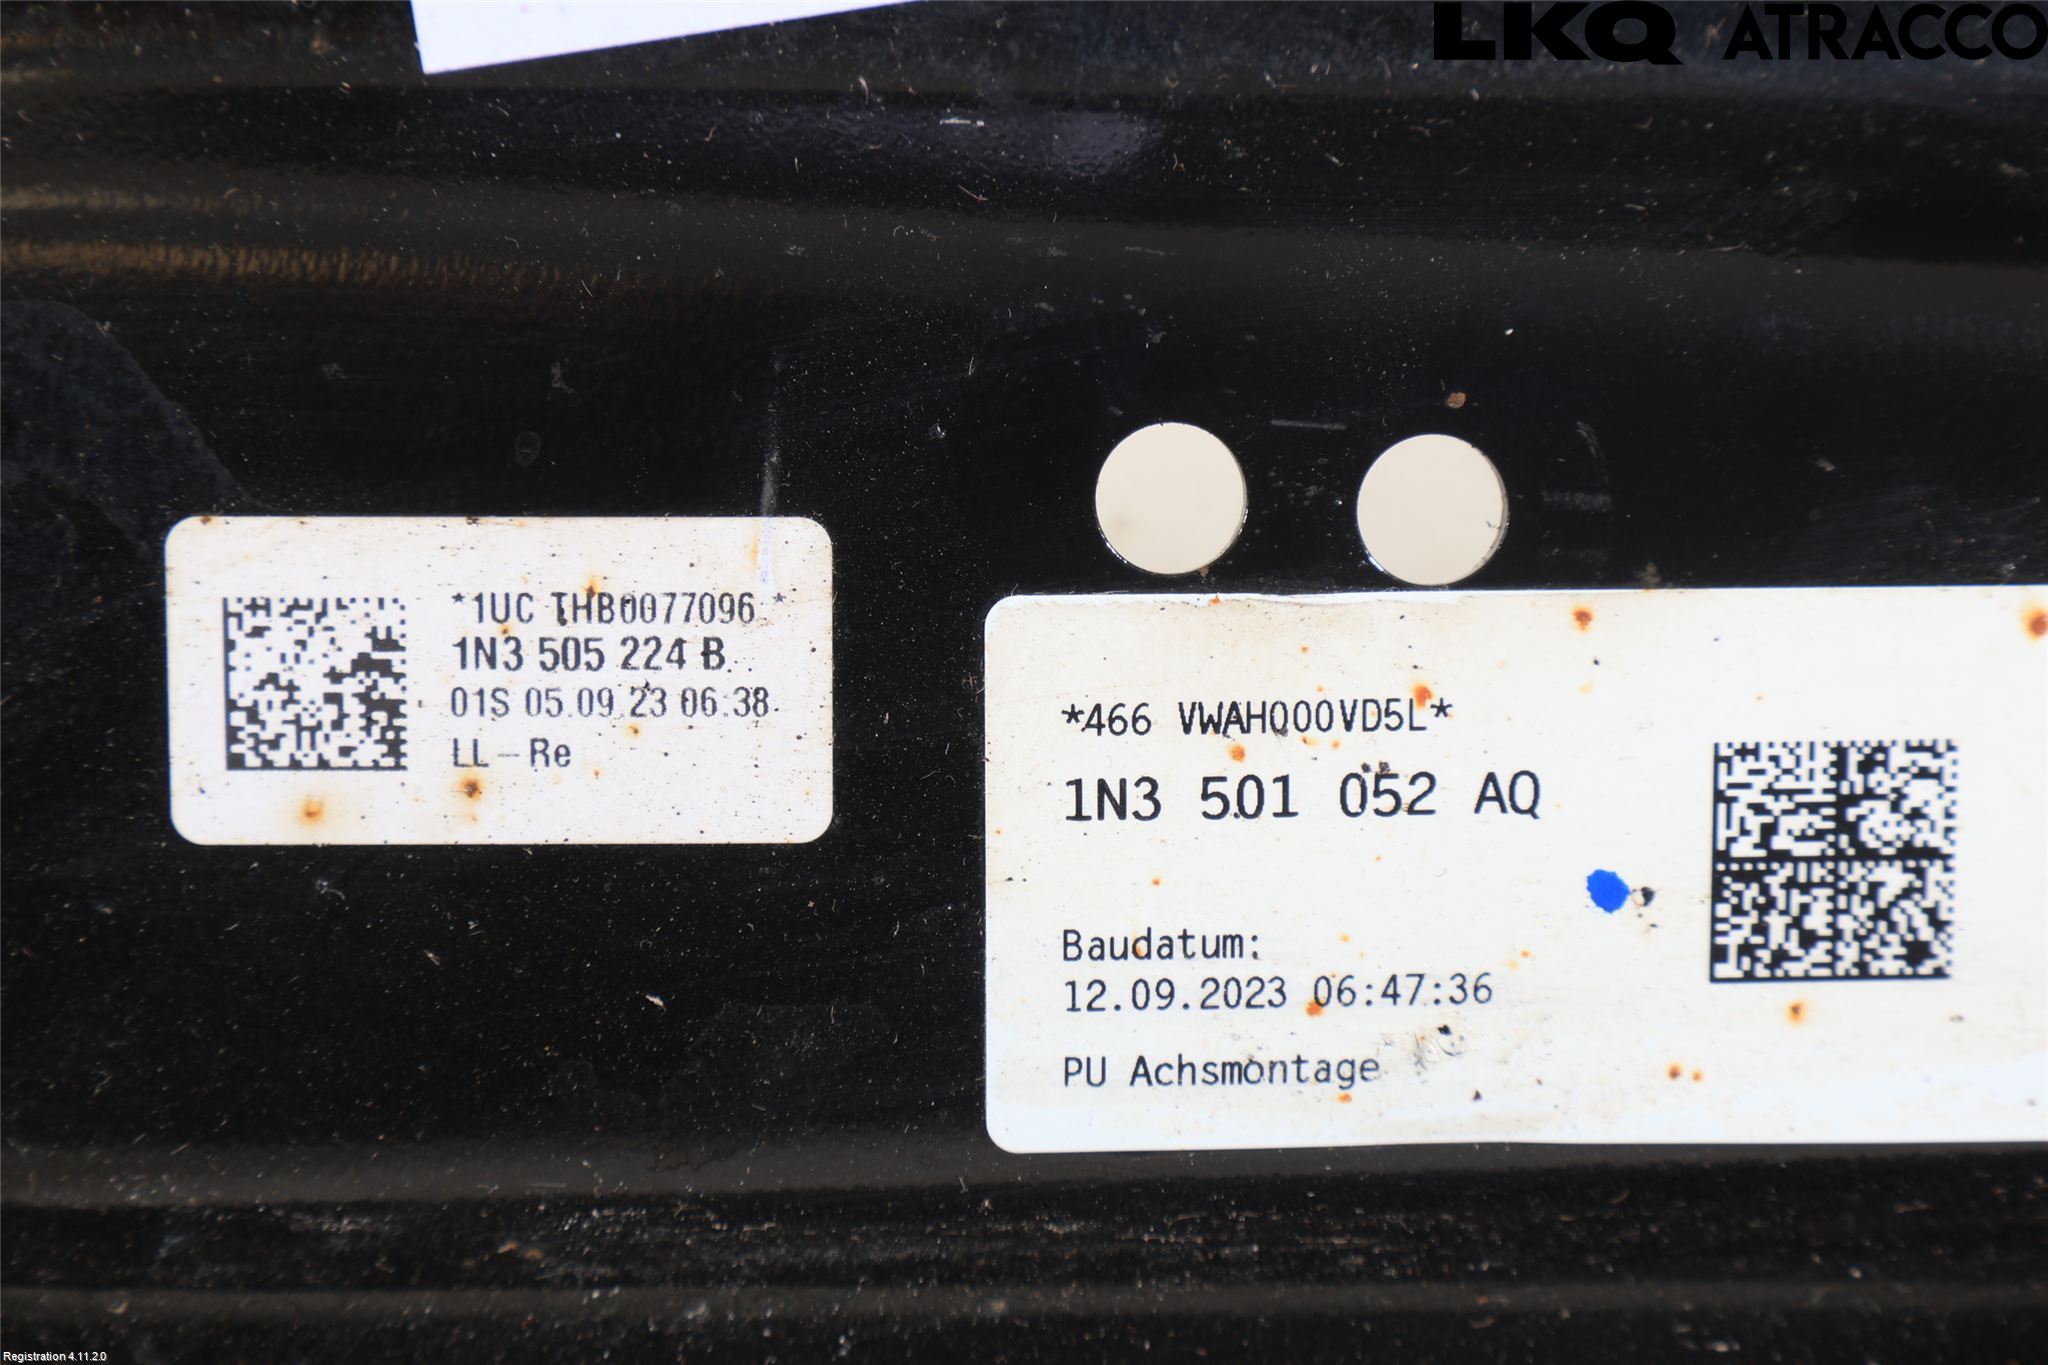 LKQ ATRACCO
*1UC THB0077096 *
1N3 505 224 B
01S 05.09.23 06:38
LL-Re
*466 VWAH000VD5L*
1N3 501 052 AQ
Baudatum:
12.09.2023 06:47:36
PU Achsmontage
Registration 4.11.2.0